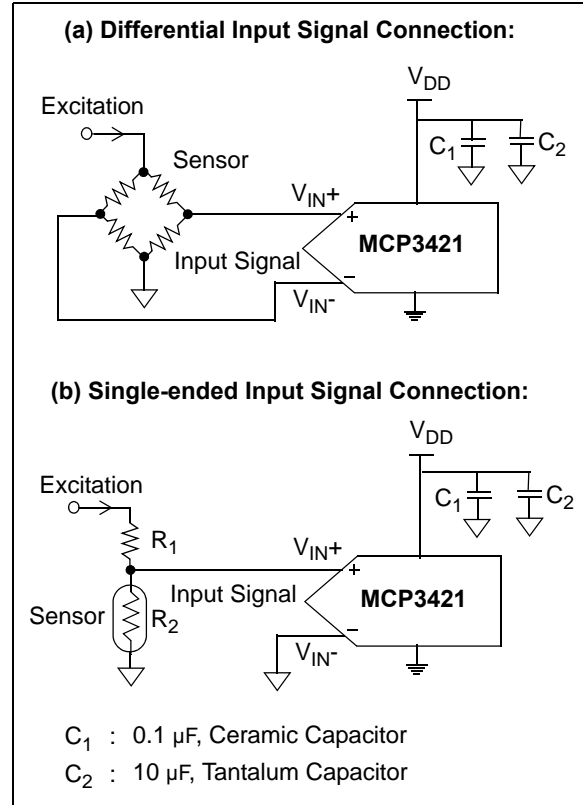 (a) Differential Input Signal Connection:
V_DD
Excitation
C_1
C_2
Sensor
V_IN+
+
MCP3421
Input Signal
−
V_IN-
(b) Single-ended Input Signal Connection:
V_DD
Excitation
C_1
C_2
R_1
V_IN+
+
Input Signal
MCP3421
Sensor
R_2
−
V_IN-
C_1 : 0.1 µF, Ceramic Capacitor
C_2 : 10 µF, Tantalum Capacitor